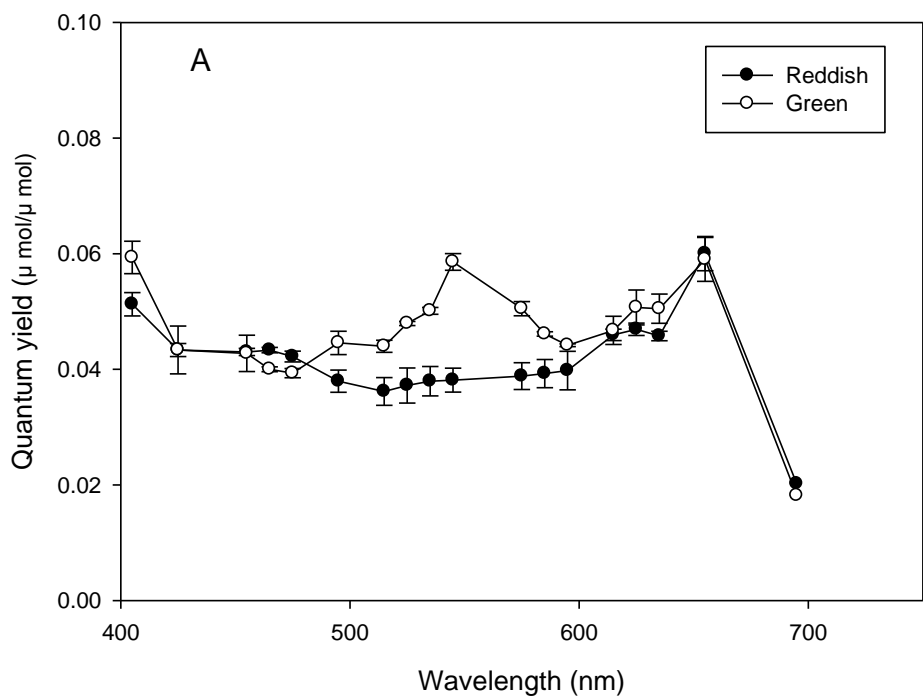 0.10
A
Reddish
Green
0.08
0.06
0.04
0.02
0.00
Quantum yield (μ mol/μ mol)
400
500
600
700
Wavelength (nm)